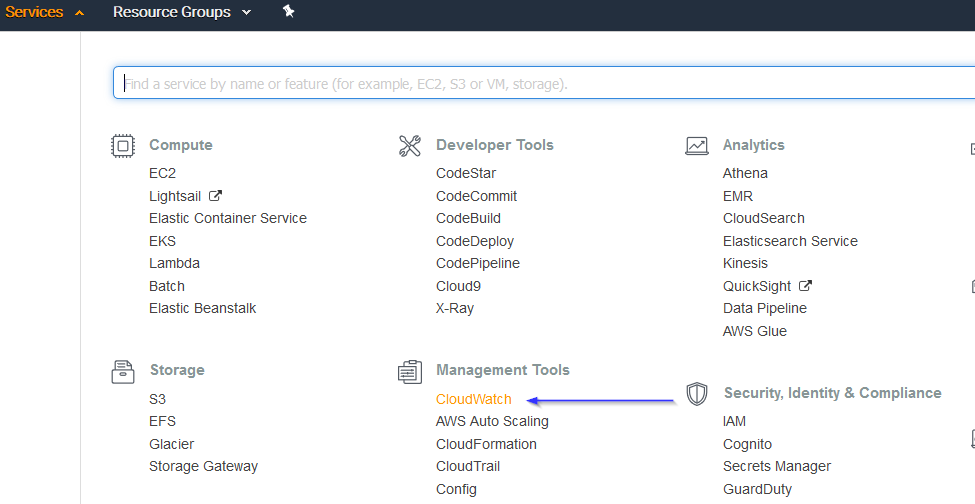 Services Resource Groups
Find a service by name or feature (for example, EC2, S3 or VM, storage).
Compute
EC2
Lightsail
Elastic Container Service
EKS
Lambda
Batch
Elastic Beanstalk
Developer Tools
CodeStar
CodeCommit
CodeBuild
CodeDeploy
CodePipeline
Cloud9
X-Ray
Analytics
Athena
EMR
CloudSearch
Elasticsearch Service
Kinesis
QuickSight
Data Pipeline
AWS Glue
Storage
S3
EFS
Glacier
Storage Gateway
Management Tools
CloudWatch
AWS Auto Scaling
CloudFormation
CloudTrail
Config
Security, Identity & Compliance
IAM
Cognito
Secrets Manager
GuardDuty